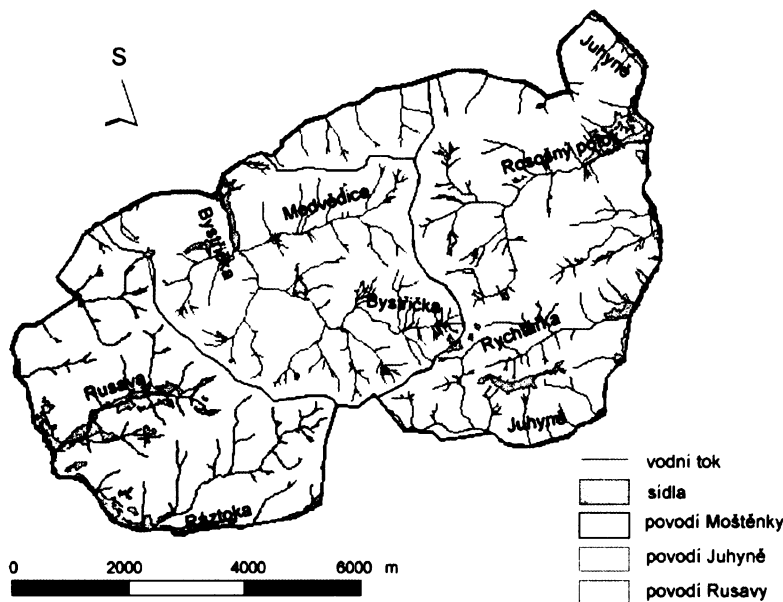 S
Juhyně
Rosošný potok
Medvědice
Bystřička
Bystřička
Rychlanka
Rusava
Juhyně
Ráztoka
vodní tok
sídla
povodí Moštěnky
povodí Juhyně
povodí Rusavy
0 2000 4000 6000 m